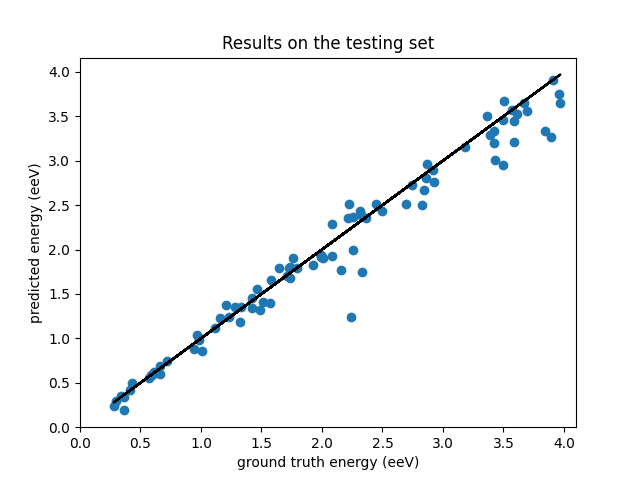 Results on the testing set
predicted energy (eeV)
4.0
3.5
3.0
2.5
2.0
1.5
1.0
0.5
0.0
0.0 0.5 1.0 1.5 2.0 2.5 3.0 3.5 4.0
ground truth energy (eeV)